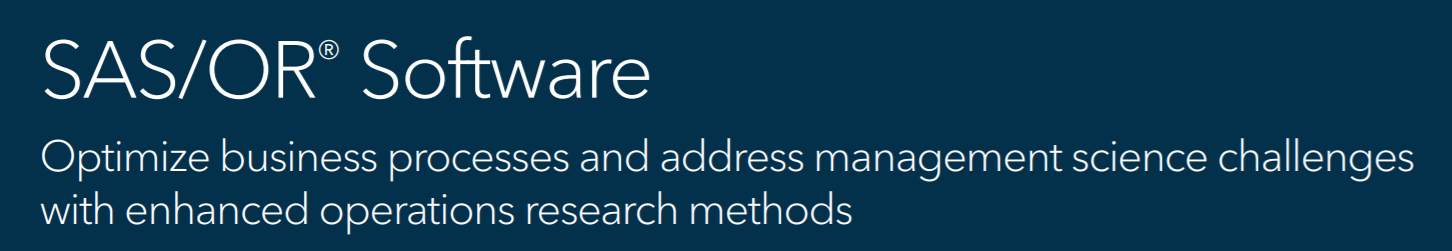 SAS/OR® Software
Optimize business processes and address management science challenges
with enhanced operations research methods